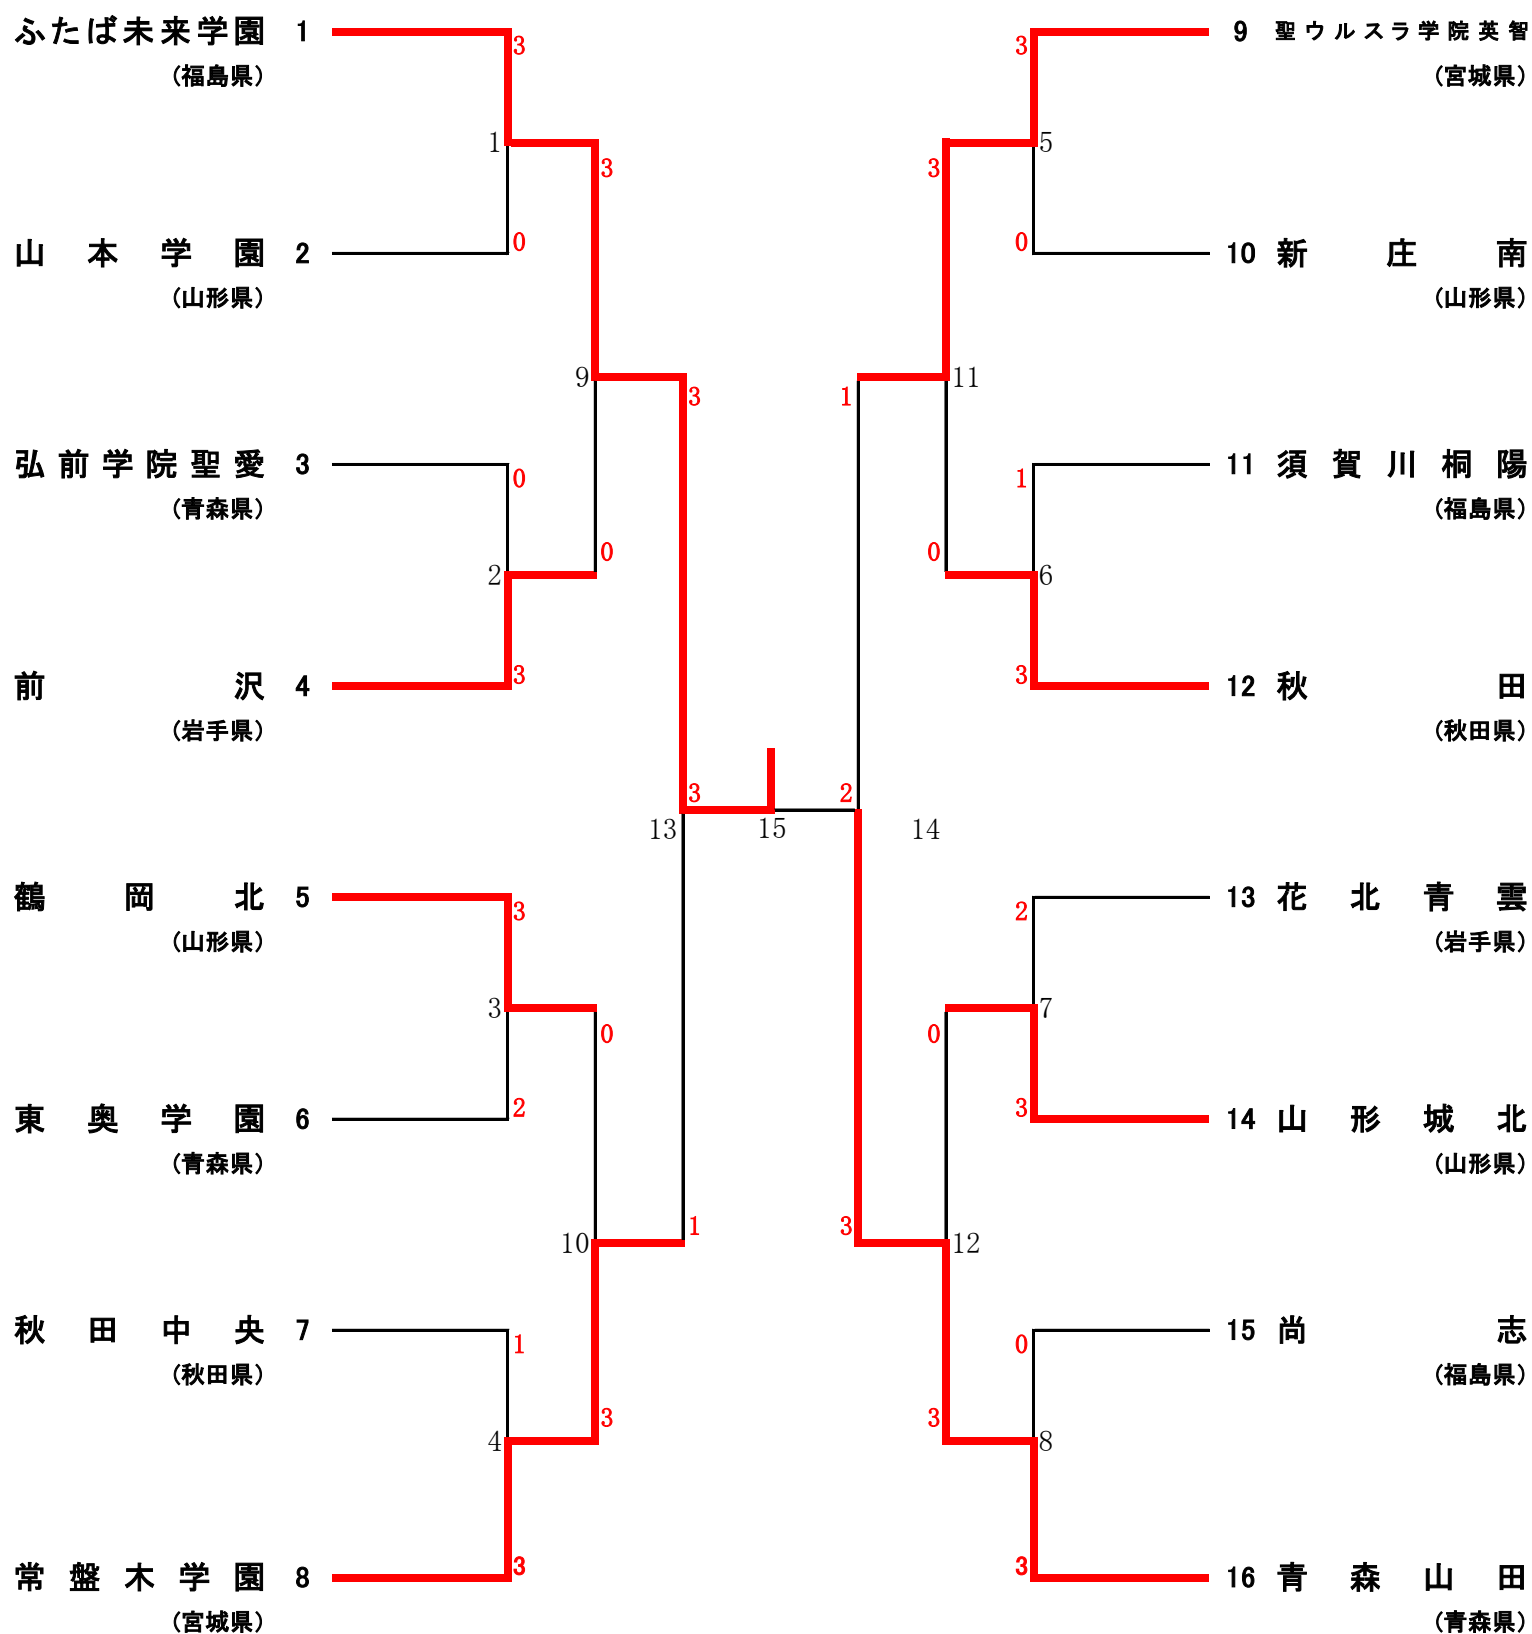 ふたば未来学園 1 3 3 9 聖ウルスラ学院英智
(福島県) (宮城県)
1 5
3 3
山本学園 2 0 0 10 新庄南
(山形県) (山形県)
9 11
3 1
弘前学院聖愛 3 0 1 11 須賀川桐陽
(青森県) (福島県)
0 0
2 6
前沢 4 3 3 12 秋田
(岩手県) (秋田県)
3 2
13 15 14
鶴岡北 5 3 2 13 花北青雲
(山形県) (岩手県)
3 7
0 0
東奥学園 6 2 3 14 山形城北
(青森県) (山形県)
1 3
10 12
秋田中央 7 1 0 15 尚志
(秋田県) (福島県)
3 3
4 8
常盤木学園 8 3 3 16 青森山田
(宮城県) (青森県)